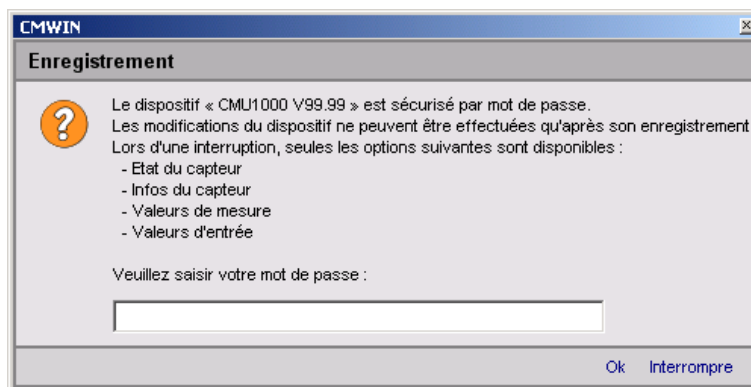 CMWIN
Enregistrement
Le dispositif « CMU1000 V99.99 » est sécurisé par mot de passe.
Les modifications du dispositif ne peuvent être effectuées qu'après son enregistrement
Lors d'une interruption, seules les options suivantes sont disponibles :
- Etat du capteur
- Infos du capteur
- Valeurs de mesure
- Valeurs d'entrée
Veuillez saisir votre mot de passe :
Ok Interrompre